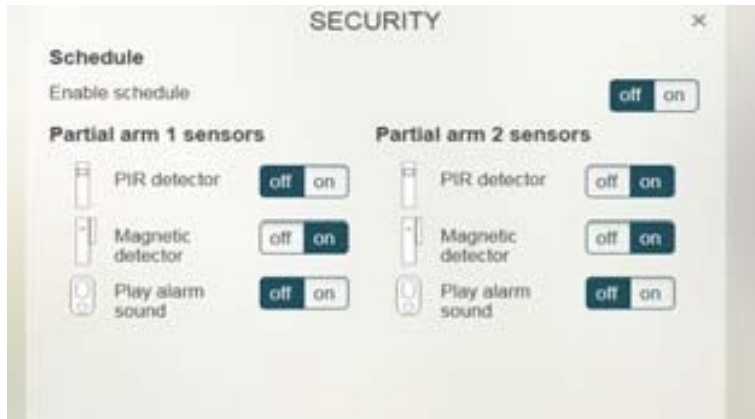 SECURITY ×
Schedule
Enable schedule off on
Partial arm 1 sensors
PIR detector off on
Magnetic off on
detector
Play alarm off on
sound
Partial arm 2 sensors
PIR detector off on
Magnetic off on
detector
Play alarm off on
sound